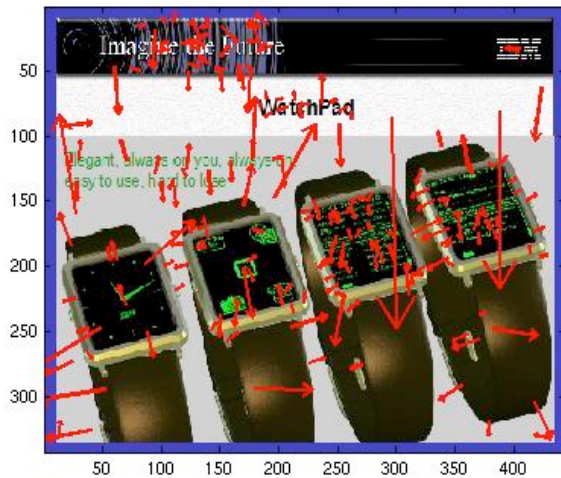 Imagine the Future IBM
50
WatchPad
100
Elegant, always on you, always on
150
easy to use, hard to lose
200
250
300
50 100 150 200 250 300 350 400